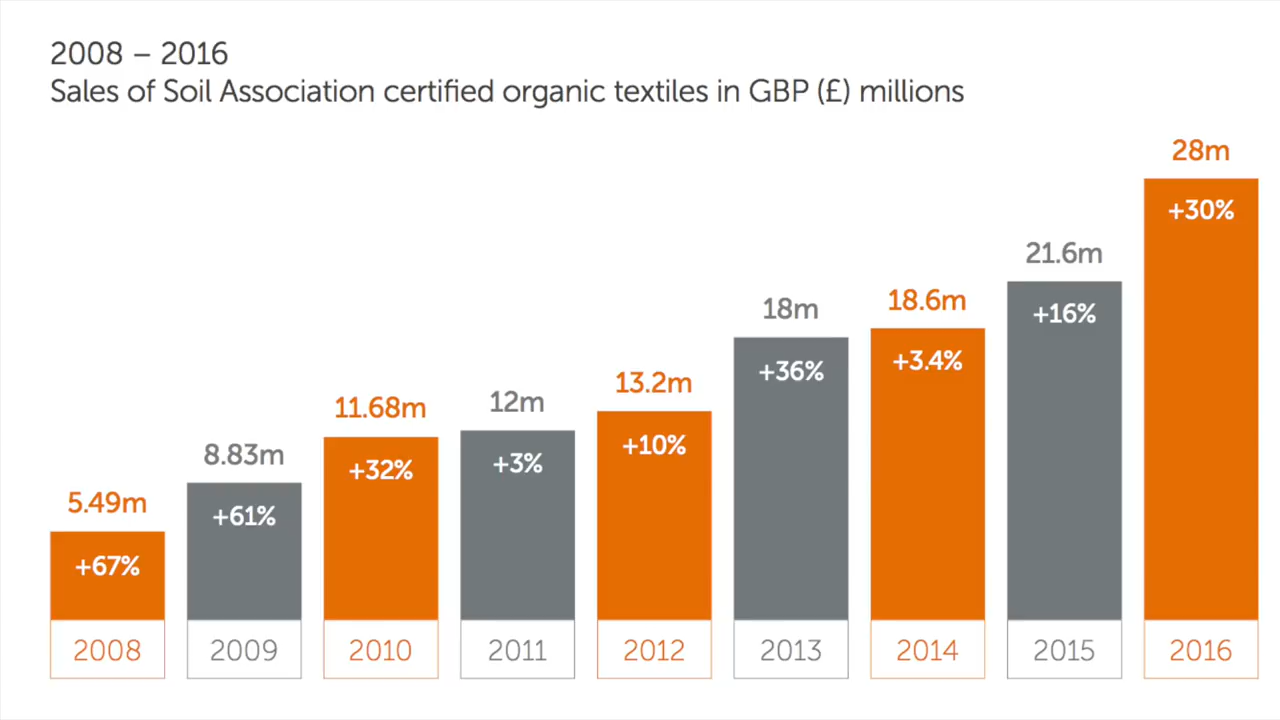 2008 – 2016
Sales of Soil Association certified organic textiles in GBP (£) millions
5.49m
+67%
2008
8.83m
+61%
2009
11.68m
+32%
2010
12m
+3%
2011
13.2m
+10%
2012
18m
+36%
2013
18.6m
+3.4%
2014
21.6m
+16%
2015
28m
+30%
2016